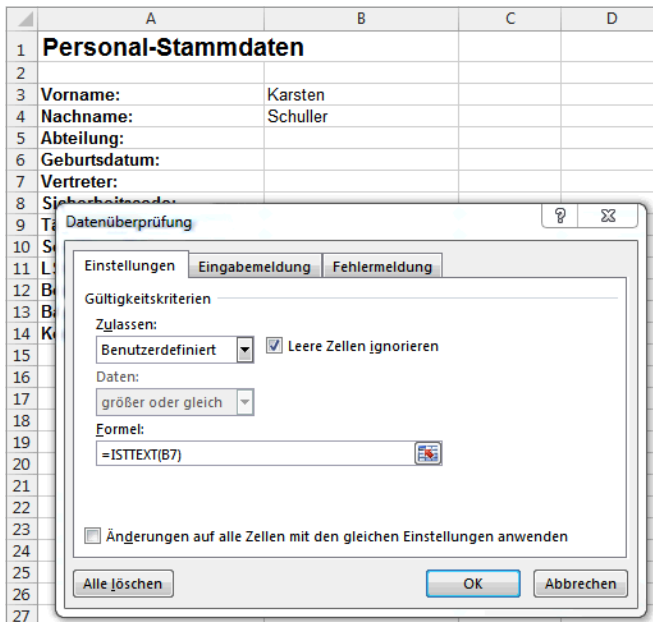 A B C D
1 Personal-Stammdaten
2
3 Vorname: Karsten
4 Nachname: Schuller
5 Abteilung:
6 Geburtsdatum:
7 Vertreter:
8 Sicherheitscode:
9
Datenüberprüfung
10
Einstellungen Eingabemeldung Fehlermeldung
11
12
Gültigkeitskriterien
13
14
Zulassen:
15
Benutzerdefiniert Leere Zellen ignorieren
16
Daten:
17
größer oder gleich
18
Formel:
19
=ISTTEXT(B7)
20
21
22
23
Änderungen auf alle Zellen mit den gleichen Einstellungen anwenden
24
25
Alle löschen OK Abbrechen
26
27